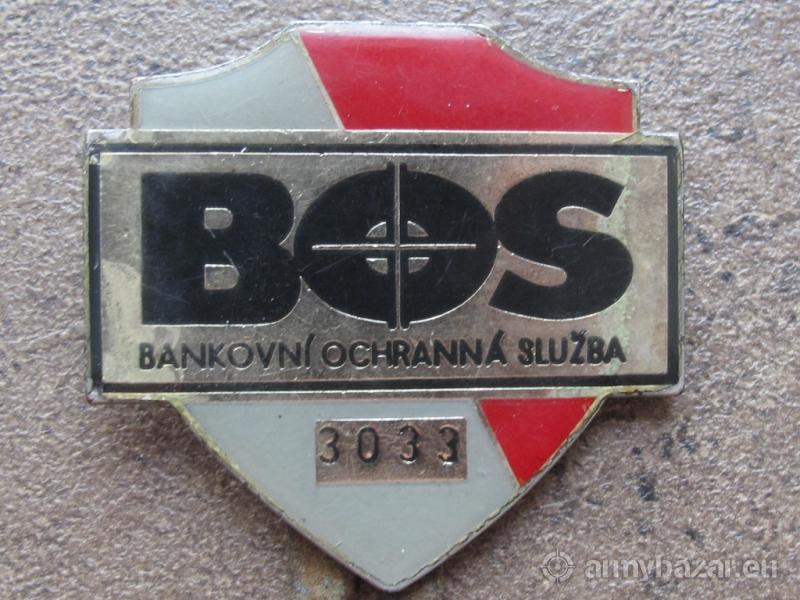 BOS
BANKOVNÍ OCHRANNÁ SLUŽBA
3033
armybazar.eu